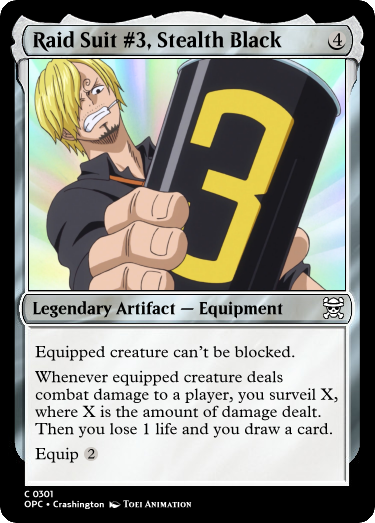 Raid Suit #3, Stealth Black 4
3
Legendary Artifact — Equipment
Equipped creature can't be blocked.
Whenever equipped creature deals
combat damage to a player, you surveil X,
where X is the amount of damage dealt.
Then you lose 1 life and you draw a card.
Equip 2
C 0301
OPC • Crashington Toei Animation